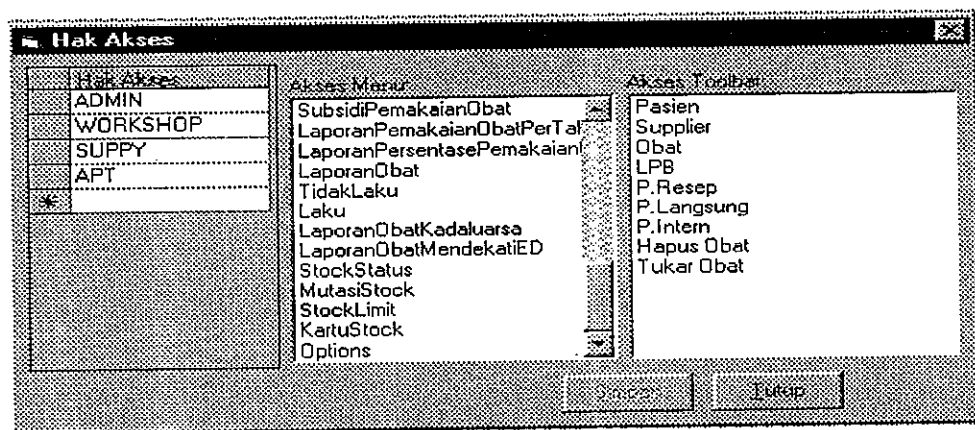 Hak Akses
Hak Akses
ADMIN
WORKSHOP
SUPPY
APT
Akses Menu:
SubsidiPemakaianObat
LaporanPemakaianObatPerTal
LaporanPersentasePemakaian
LaporanObat
TidakLaku
Laku
LaporanObatKadaluarsa
LaporanObatMendekatiED
StockStatus
MutasiStock
StockLimit
KartuStock
Options
Akses Toolbar:
Pasien
Supplier
Obat
LPB
P.Resep
P.Langsung
P.Intern
Hapus Obat
Tukar Obat
Simpan
Tutup